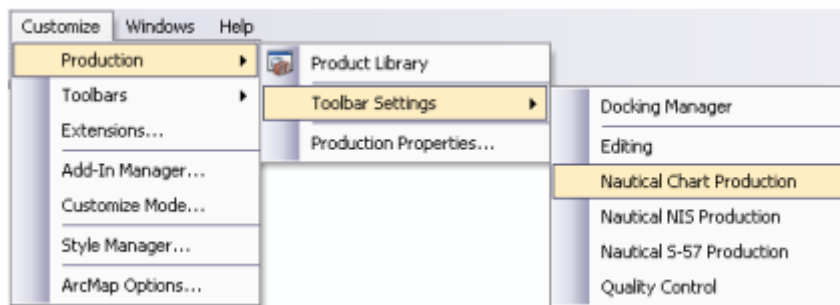 Customize Windows Help
Production
Toolbars
Extensions...
Add-In Manager...
Customize Mode...
Style Manager...
ArcMap Options...
Product Library
Toolbar Settings
Production Properties...
Docking Manager
Editing
Nautical Chart Production
Nautical NIS Production
Nautical S-57 Production
Quality Control